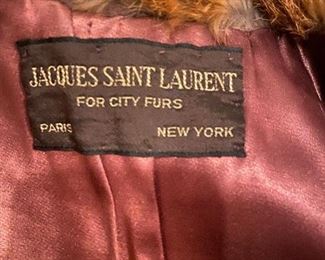 JACQUES SAINT LAURENT
FOR CITY FURS
PARIS NEW YORK